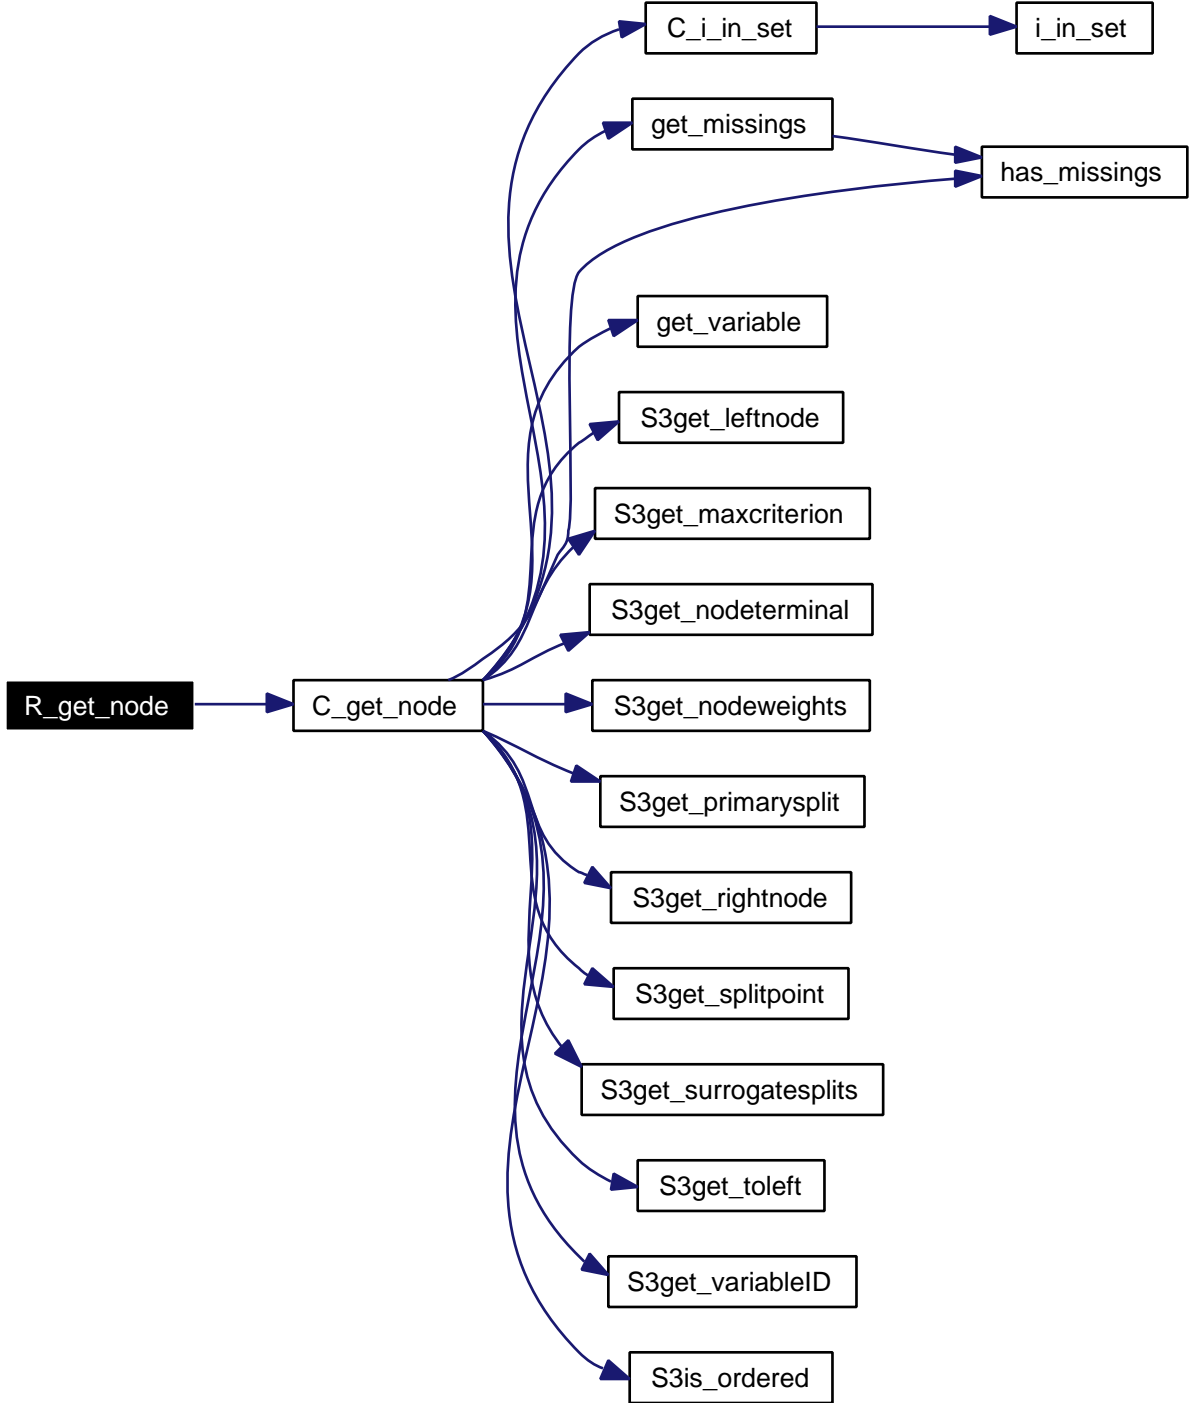 C_i_in_set
i_in_set
get_missings
has_missings
get_variable
S3get_leftnode
S3get_maxcriterion
S3get_nodeterminal
R_get_node
C_get_node
S3get_nodeweights
S3get_primarysplit
S3get_rightnode
S3get_splitpoint
S3get_surrogatesplits
S3get_toleft
S3get_variableID
S3is_ordered